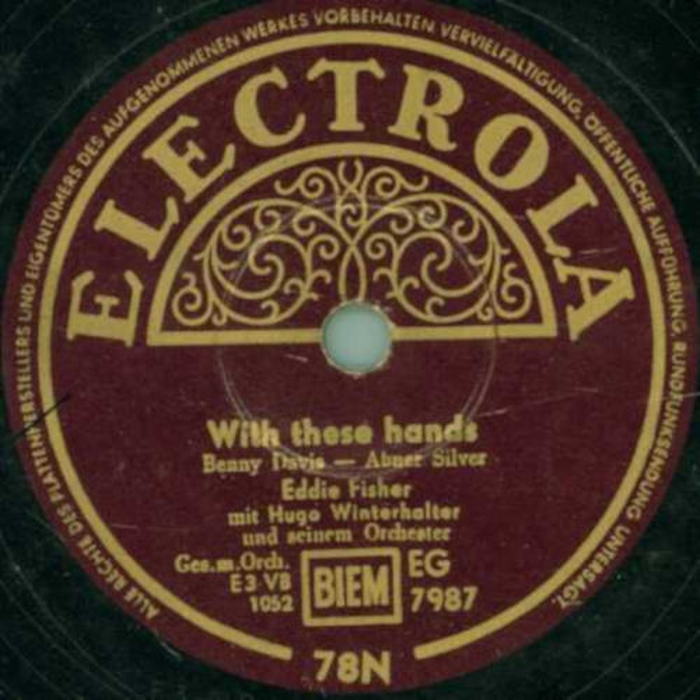 ALLE RECHTE DES PLATTENHERSTELLERS UND EIGENTÜMERS DES AUFGENOMMENEN WERKES VORBEHALTEN. VERVIELFÄLTIGUNG, ÖFFENTLICHE AUFFÜHRUNG, RUNDFUNKSENDUNG UNTERSAGT.
ELECTROLA
With these hands
Benny Davis — Abner Silver
Eddie Fisher
mit Hugo Winterhalter
und seinem Orchester
Ges.m.Orch.
E3 VB
1052
BIEM
EG
7987
78N